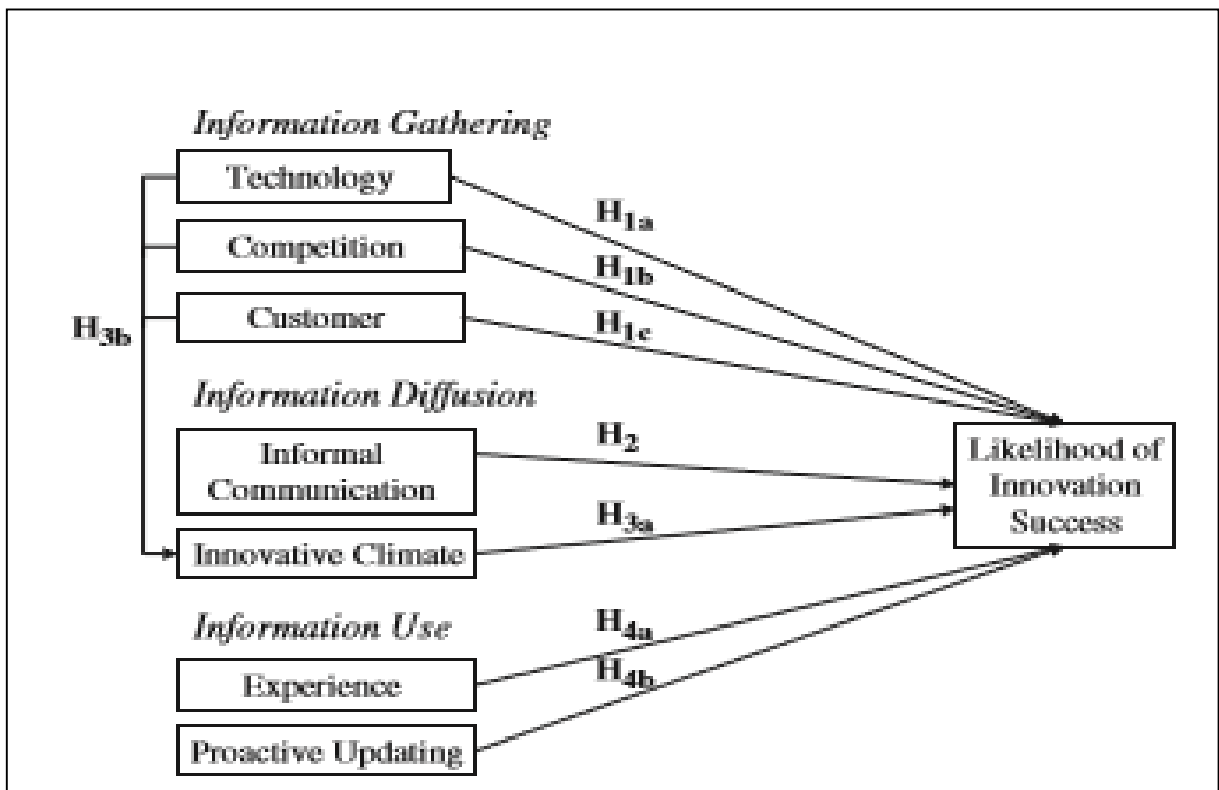 Information Gathering
Technology
H1a
Competition
H1b
Customer
H1c
H3b
Information Diffusion
Informal
Communication
H2
Innovative Climate
H3a
Likelihood of
Innovation
Success
Information Use
Experience
H4a
Proactive Updating
H4b